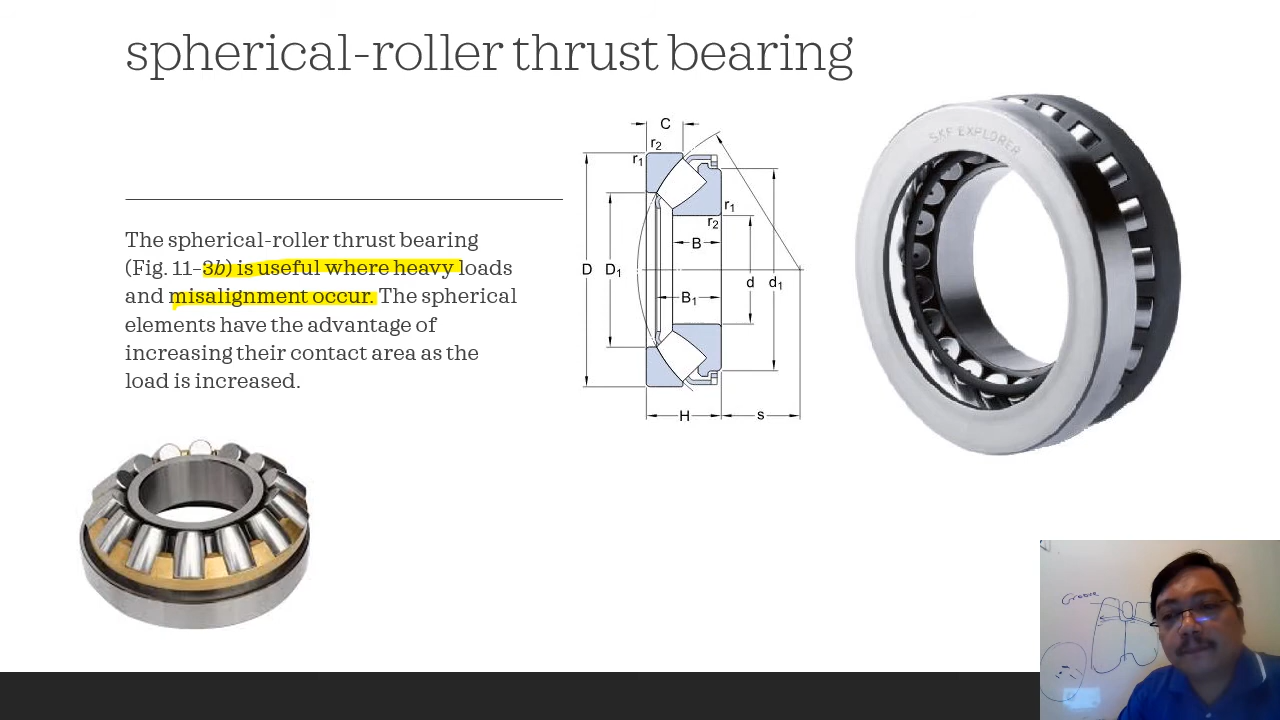 spherical-roller thrust bearing
The spherical-roller thrust bearing
(Fig. 11–3b) is useful where heavy loads
and misalignment occur. The spherical
elements have the advantage of
increasing their contact area as the
load is increased.
C
r2
r1
r1
r2
B
D
D1
d
d1
B1
H
s
SKF EXPLORER
Groove